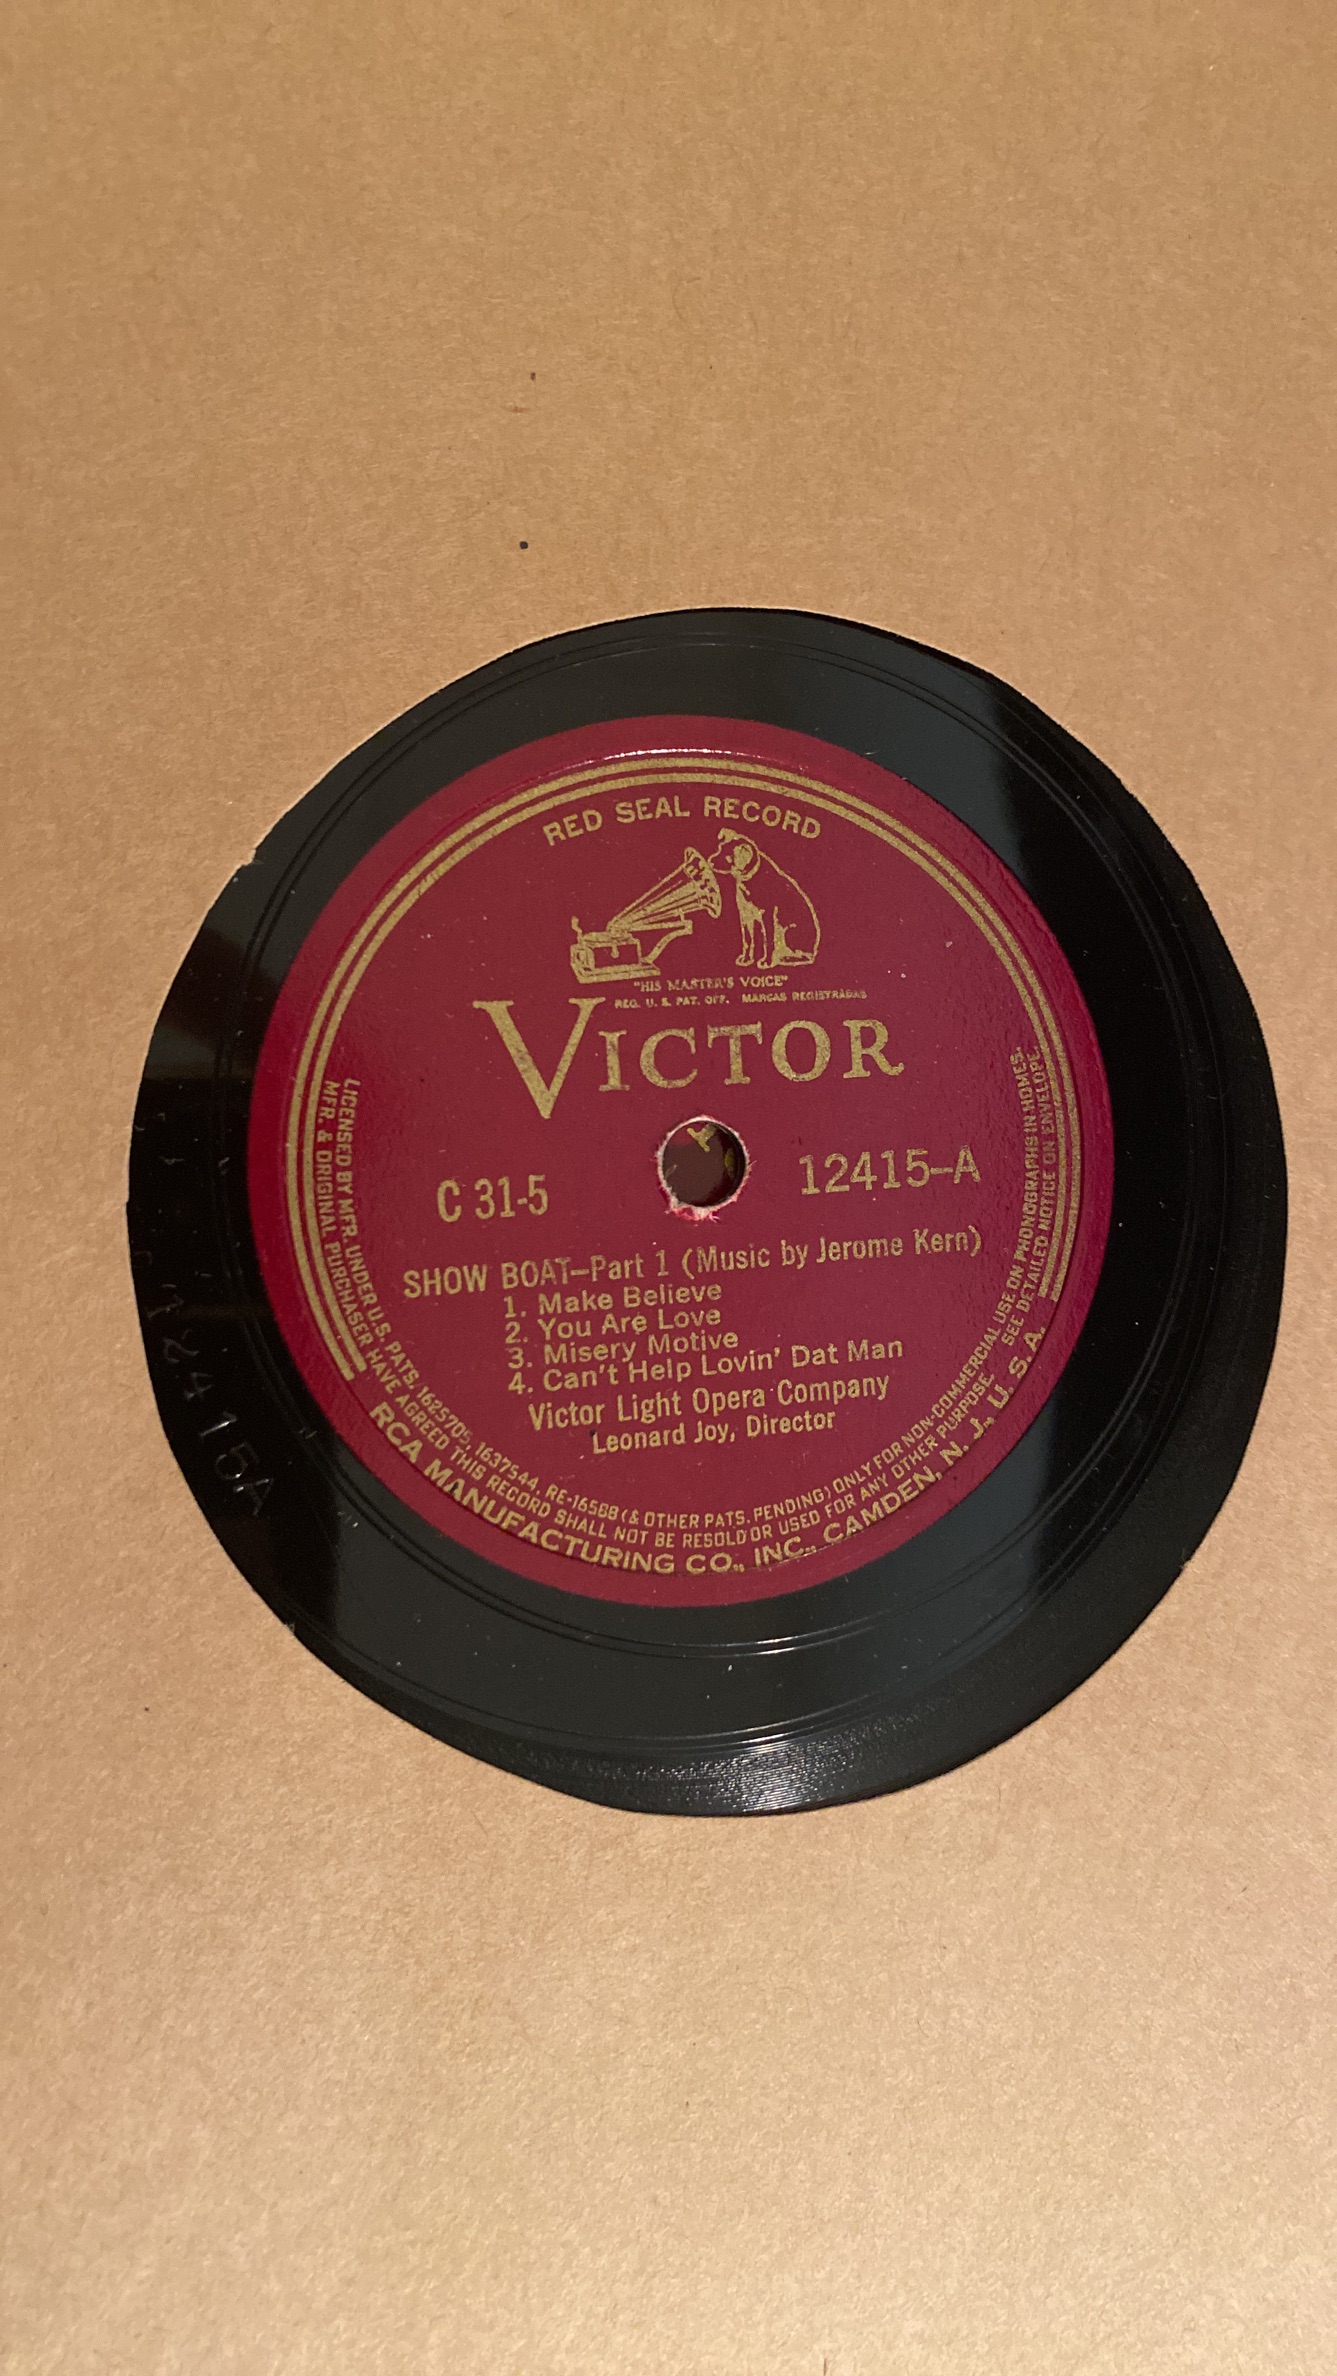 RED SEAL RECORD
"HIS MASTER'S VOICE"
REG. U. S. PAT. OFF. MARCAS REGISTRADAS
VICTOR
C 31-5
12415-A
SHOW BOAT—Part 1 (Music by Jerome Kern)
1. Make Believe
2. You Are Love
3. Misery Motive
4. Can't Help Lovin' Dat Man
Victor Light Opera Company
Leonard Joy, Director
LICENSED BY MFR. UNDER U.S. PATS. 1625705, 1637544, RE-16588 (& OTHER PATS. PENDING) ONLY FOR NON-COMMERCIAL USE ON PHONOGRAPHS IN HOMES.
MFR. & ORIGINAL PURCHASER HAVE AGREED THIS RECORD SHALL NOT BE RESOLD OR USED FOR ANY OTHER PURPOSE. SEE DETAILED NOTICE ON ENVELOPE.
RCA MANUFACTURING CO., INC., CAMDEN, N. J., U. S. A.
12415A